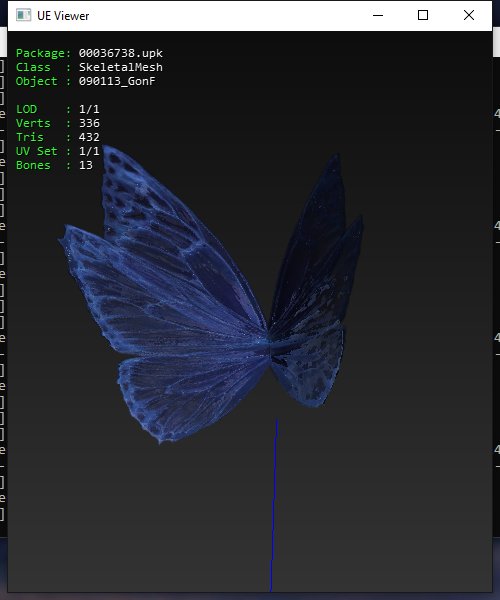 UE Viewer
Package: 00036738.upk
Class : SkeletalMesh
Object : 090113_GonF
LOD : 1/1
Verts : 336
Tris : 432
UV Set : 1/1
Bones : 13